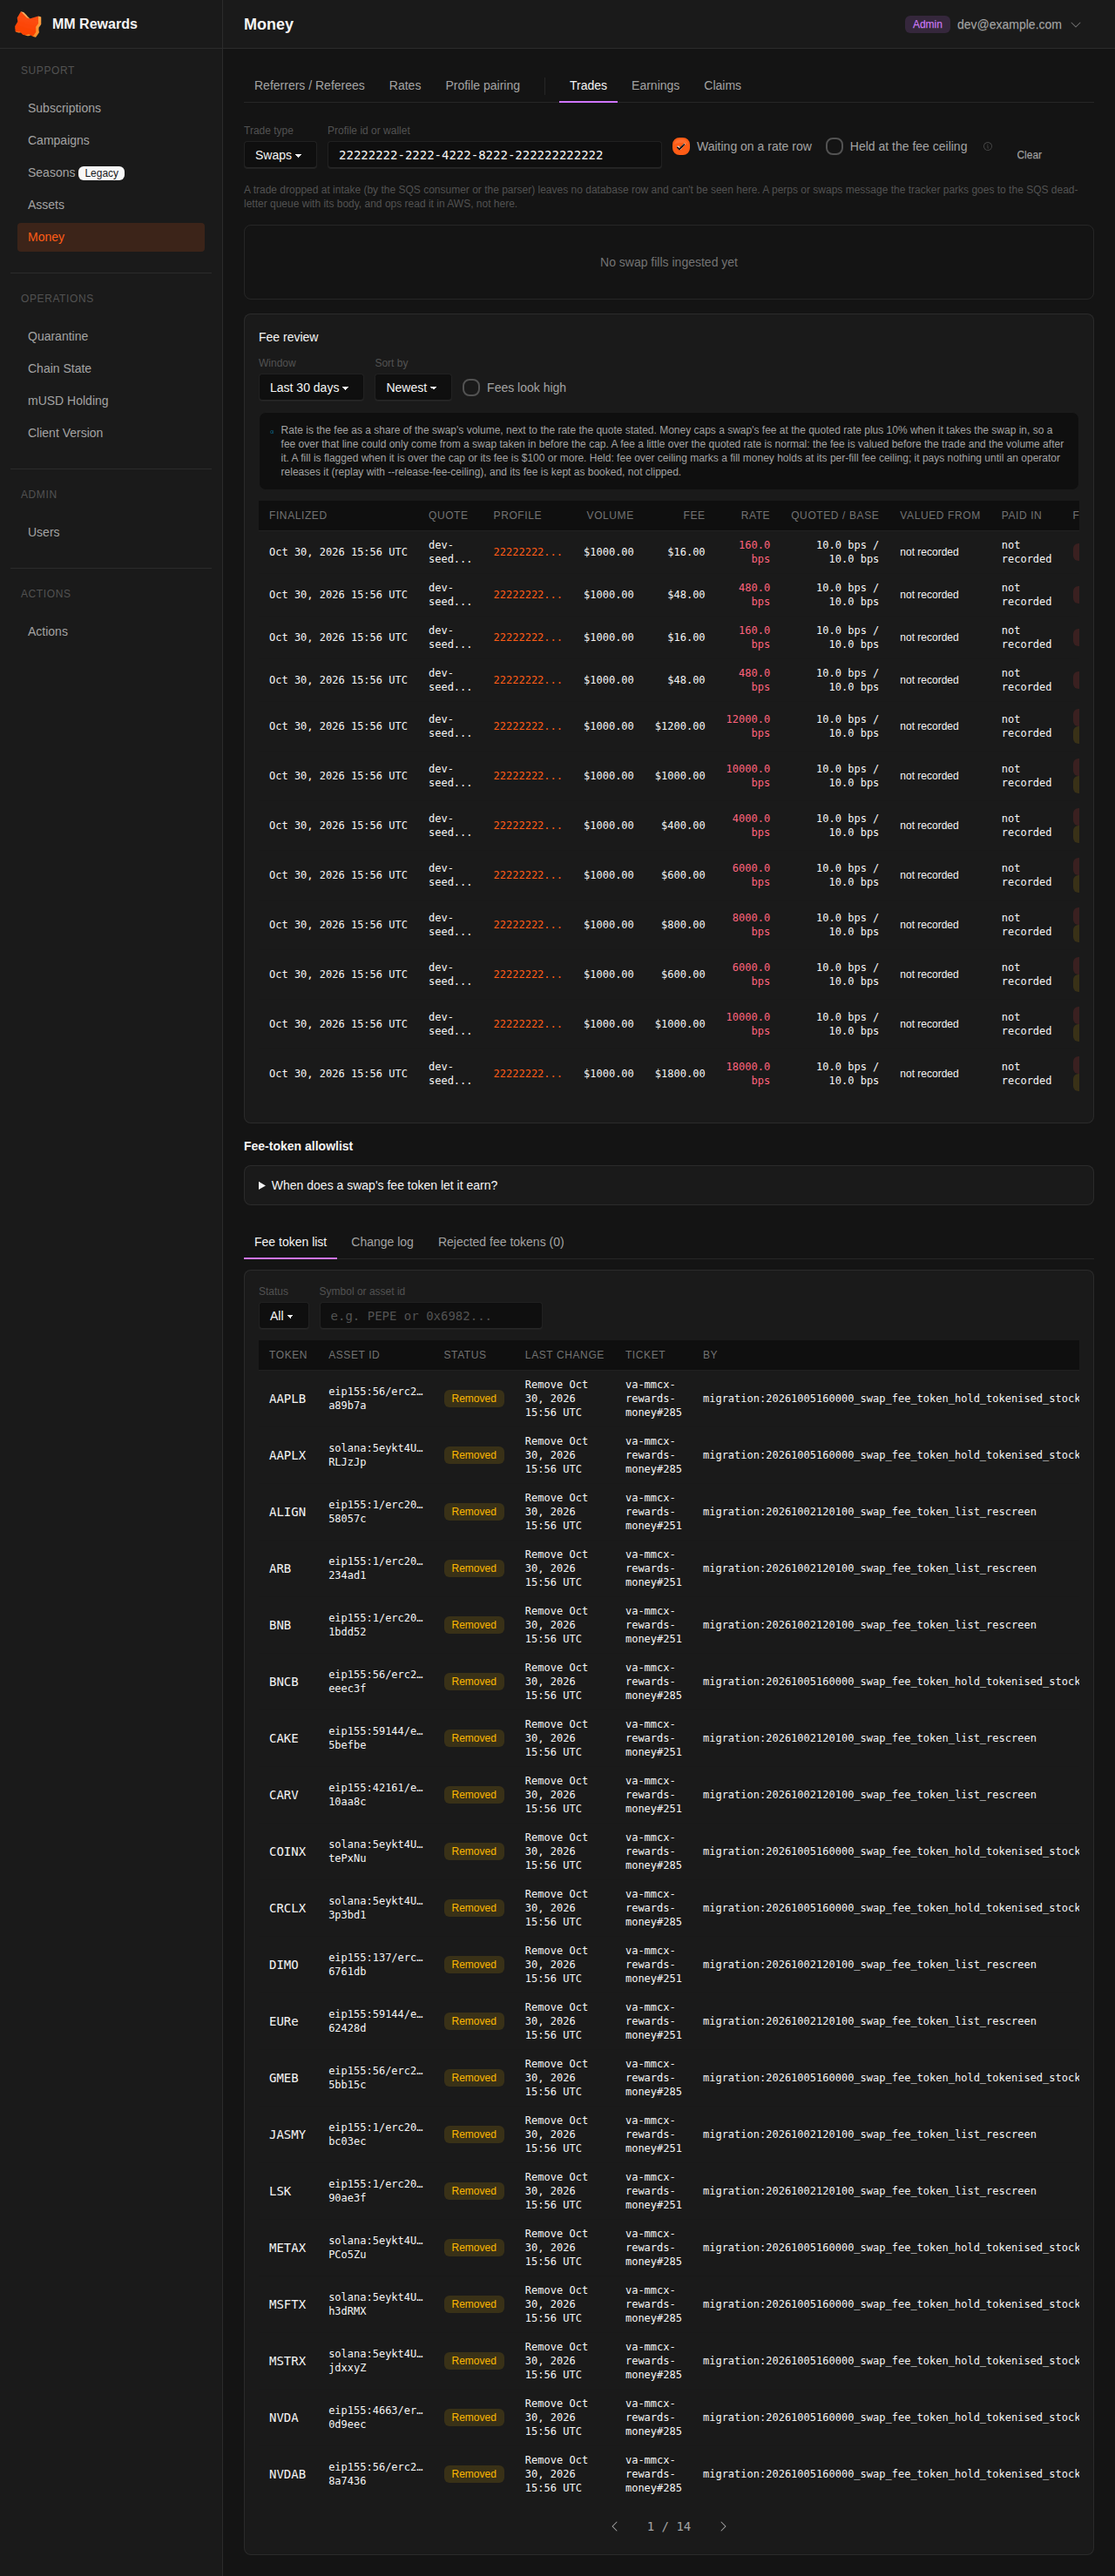 MM Rewards
Money
Admin dev@example.com
SUPPORT
Subscriptions
Campaigns
Seasons Legacy
Assets
Money
OPERATIONS
Quarantine
Chain State
mUSD Holding
Client Version
ADMIN
Users
ACTIONS
Actions
Referrers / Referees Rates Profile pairing Trades Earnings Claims
Trade type Profile id or wallet
Swaps 22222222-2222-4222-8222-222222222222 Waiting on a rate row Held at the fee ceiling Clear
A trade dropped at intake (by the SQS consumer or the parser) leaves no database row and can't be seen here. A perps or swaps message the tracker parks goes to the SQS dead-
letter queue with its body, and ops read it in AWS, not here.
No swap fills ingested yet
Fee review
Window Sort by
Last 30 days Newest Fees look high
Rate is the fee as a share of the swap's volume, next to the rate the quote stated. Money caps a swap's fee at the quoted rate plus 10% when it takes the swap in, so a
fee over that line could only come from a swap taken in before the cap. A fee a little over the quoted rate is normal: the fee is valued before the trade and the volume after
it. A fill is flagged when it is over the cap or its fee is $100 or more. Held: fee over ceiling marks a fill money holds at its per-fill fee ceiling; it pays nothing until an operator
releases it (replay with --release-fee-ceiling), and its fee is kept as booked, not clipped.
FINALIZED QUOTE PROFILE VOLUME FEE RATE QUOTED / BASE VALUED FROM PAID IN F
Oct 30, 2026 15:56 UTC dev-seed... 22222222... $1000.00 $16.00 160.0 bps 10.0 bps / 10.0 bps not recorded not recorded
Oct 30, 2026 15:56 UTC dev-seed... 22222222... $1000.00 $48.00 480.0 bps 10.0 bps / 10.0 bps not recorded not recorded
Oct 30, 2026 15:56 UTC dev-seed... 22222222... $1000.00 $16.00 160.0 bps 10.0 bps / 10.0 bps not recorded not recorded
Oct 30, 2026 15:56 UTC dev-seed... 22222222... $1000.00 $48.00 480.0 bps 10.0 bps / 10.0 bps not recorded not recorded
Oct 30, 2026 15:56 UTC dev-seed... 22222222... $1000.00 $1200.00 12000.0 bps 10.0 bps / 10.0 bps not recorded not recorded
Oct 30, 2026 15:56 UTC dev-seed... 22222222... $1000.00 $1000.00 10000.0 bps 10.0 bps / 10.0 bps not recorded not recorded
Oct 30, 2026 15:56 UTC dev-seed... 22222222... $1000.00 $400.00 4000.0 bps 10.0 bps / 10.0 bps not recorded not recorded
Oct 30, 2026 15:56 UTC dev-seed... 22222222... $1000.00 $600.00 6000.0 bps 10.0 bps / 10.0 bps not recorded not recorded
Oct 30, 2026 15:56 UTC dev-seed... 22222222... $1000.00 $800.00 8000.0 bps 10.0 bps / 10.0 bps not recorded not recorded
Oct 30, 2026 15:56 UTC dev-seed... 22222222... $1000.00 $600.00 6000.0 bps 10.0 bps / 10.0 bps not recorded not recorded
Oct 30, 2026 15:56 UTC dev-seed... 22222222... $1000.00 $1000.00 10000.0 bps 10.0 bps / 10.0 bps not recorded not recorded
Oct 30, 2026 15:56 UTC dev-seed... 22222222... $1000.00 $1800.00 18000.0 bps 10.0 bps / 10.0 bps not recorded not recorded
Fee-token allowlist
When does a swap's fee token let it earn?
Fee token list Change log Rejected fee tokens (0)
Status Symbol or asset id
All e.g. PEPE or 0x6982...
TOKEN ASSET ID STATUS LAST CHANGE TICKET BY
AAPLB eip155:56/erc2…a89b7a Removed Remove Oct 30, 2026 15:56 UTC va-mmcx-rewards-money#285 migration:20261005160000_swap_fee_token_hold_tokenised_stock
AAPLX solana:5eykt4U…RLJzJp Removed Remove Oct 30, 2026 15:56 UTC va-mmcx-rewards-money#285 migration:20261005160000_swap_fee_token_hold_tokenised_stock
ALIGN eip155:1/erc20…58057c Removed Remove Oct 30, 2026 15:56 UTC va-mmcx-rewards-money#251 migration:20261002120100_swap_fee_token_list_rescreen
ARB eip155:1/erc20…234ad1 Removed Remove Oct 30, 2026 15:56 UTC va-mmcx-rewards-money#251 migration:20261002120100_swap_fee_token_list_rescreen
BNB eip155:1/erc20…1bdd52 Removed Remove Oct 30, 2026 15:56 UTC va-mmcx-rewards-money#251 migration:20261002120100_swap_fee_token_list_rescreen
BNCB eip155:56/erc2…eeec3f Removed Remove Oct 30, 2026 15:56 UTC va-mmcx-rewards-money#285 migration:20261005160000_swap_fee_token_hold_tokenised_stock
CAKE eip155:59144/e…5befbe Removed Remove Oct 30, 2026 15:56 UTC va-mmcx-rewards-money#251 migration:20261002120100_swap_fee_token_list_rescreen
CARV eip155:42161/e…10aa8c Removed Remove Oct 30, 2026 15:56 UTC va-mmcx-rewards-money#251 migration:20261002120100_swap_fee_token_list_rescreen
COINX solana:5eykt4U…tePxNu Removed Remove Oct 30, 2026 15:56 UTC va-mmcx-rewards-money#285 migration:20261005160000_swap_fee_token_hold_tokenised_stock
CRCLX solana:5eykt4U…3p3bd1 Removed Remove Oct 30, 2026 15:56 UTC va-mmcx-rewards-money#285 migration:20261005160000_swap_fee_token_hold_tokenised_stock
DIMO eip155:137/erc…6761db Removed Remove Oct 30, 2026 15:56 UTC va-mmcx-rewards-money#251 migration:20261002120100_swap_fee_token_list_rescreen
EURe eip155:59144/e…62428d Removed Remove Oct 30, 2026 15:56 UTC va-mmcx-rewards-money#251 migration:20261002120100_swap_fee_token_list_rescreen
GMEB eip155:56/erc2…5bb15c Removed Remove Oct 30, 2026 15:56 UTC va-mmcx-rewards-money#285 migration:20261005160000_swap_fee_token_hold_tokenised_stock
JASMY eip155:1/erc20…bc03ec Removed Remove Oct 30, 2026 15:56 UTC va-mmcx-rewards-money#251 migration:20261002120100_swap_fee_token_list_rescreen
LSK eip155:1/erc20…90ae3f Removed Remove Oct 30, 2026 15:56 UTC va-mmcx-rewards-money#251 migration:20261002120100_swap_fee_token_list_rescreen
METAX solana:5eykt4U…PCo5Zu Removed Remove Oct 30, 2026 15:56 UTC va-mmcx-rewards-money#285 migration:20261005160000_swap_fee_token_hold_tokenised_stock
MSFTX solana:5eykt4U…h3dRMX Removed Remove Oct 30, 2026 15:56 UTC va-mmcx-rewards-money#285 migration:20261005160000_swap_fee_token_hold_tokenised_stock
MSTRX solana:5eykt4U…jdxxyZ Removed Remove Oct 30, 2026 15:56 UTC va-mmcx-rewards-money#285 migration:20261005160000_swap_fee_token_hold_tokenised_stock
NVDA eip155:4663/er…0d9eec Removed Remove Oct 30, 2026 15:56 UTC va-mmcx-rewards-money#285 migration:20261005160000_swap_fee_token_hold_tokenised_stock
NVDAB eip155:56/erc2…8a7436 Removed Remove Oct 30, 2026 15:56 UTC va-mmcx-rewards-money#285 migration:20261005160000_swap_fee_token_hold_tokenised_stock
1 / 14